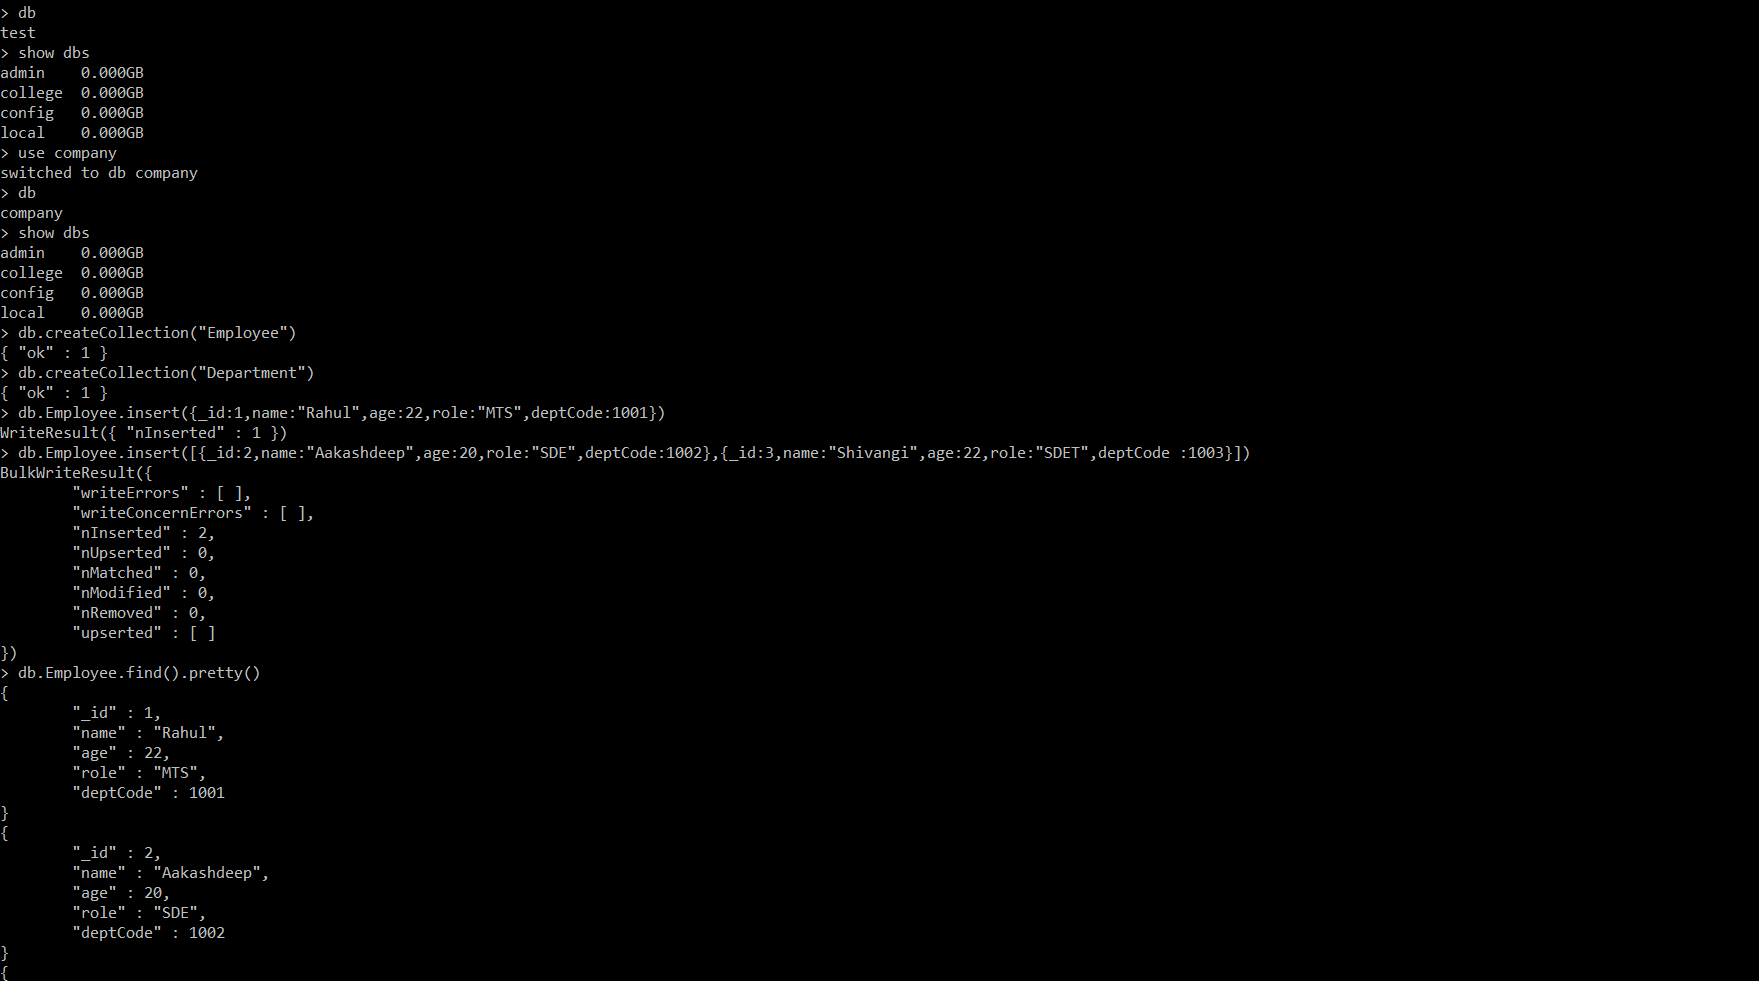 > db
test
> show dbs
admin    0.000GB
college  0.000GB
config   0.000GB
local    0.000GB
> use company
switched to db company
> db
company
> show dbs
admin    0.000GB
college  0.000GB
config   0.000GB
local    0.000GB
> db.createCollection("Employee")
{ "ok" : 1 }
> db.createCollection("Department")
{ "ok" : 1 }
> db.Employee.insert({_id:1,name:"Rahul",age:22,role:"MTS",deptCode:1001})
WriteResult({ "nInserted" : 1 })
> db.Employee.insert([{_id:2,name:"Aakashdeep",age:20,role:"SDE",deptCode:1002},{_id:3,name:"Shivangi",age:22,role:"SDET",deptCode :1003}])
BulkWriteResult({
        "writeErrors" : [ ],
        "writeConcernErrors" : [ ],
        "nInserted" : 2,
        "nUpserted" : 0,
        "nMatched" : 0,
        "nModified" : 0,
        "nRemoved" : 0,
        "upserted" : [ ]
})
> db.Employee.find().pretty()
{
        "_id" : 1,
        "name" : "Rahul",
        "age" : 22,
        "role" : "MTS",
        "deptCode" : 1001
}
{
        "_id" : 2,
        "name" : "Aakashdeep",
        "age" : 20,
        "role" : "SDE",
        "deptCode" : 1002
}
{